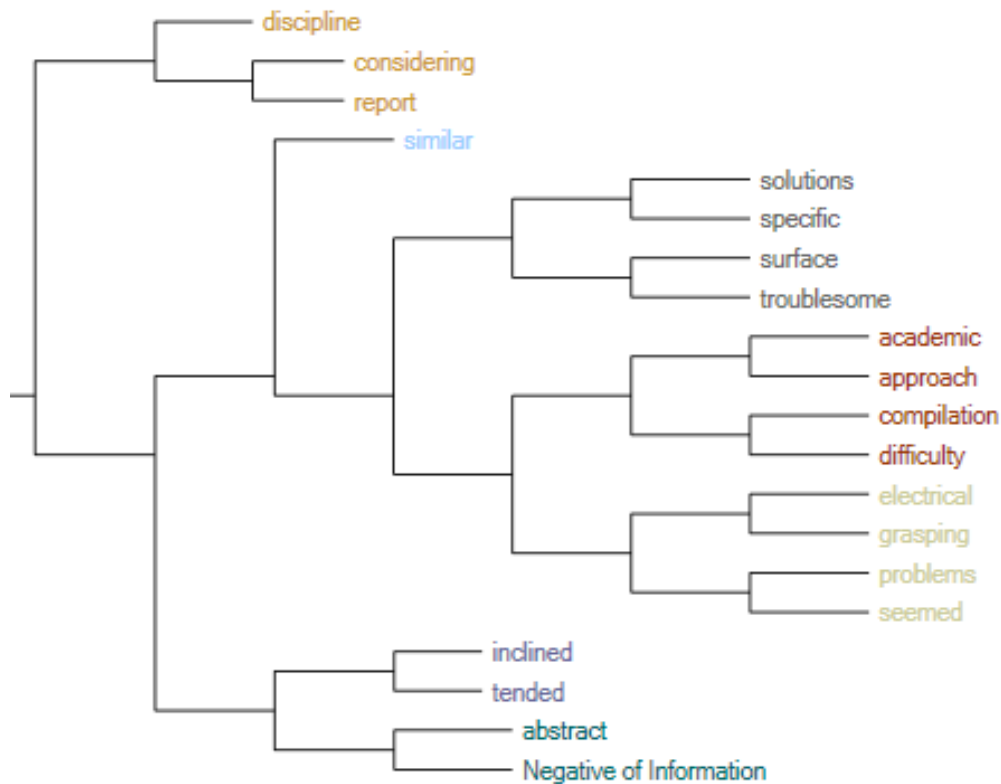 discipline
considering
report
similar
solutions
specific
surface
troublesome
academic
approach
compilation
difficulty
electrical
grasping
problems
seemed
inclined
tended
abstract
Negative of Information